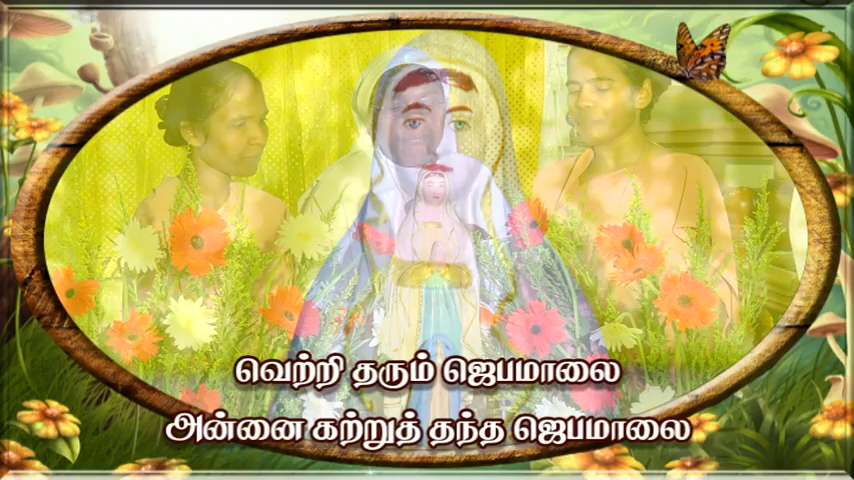 வெற்றி தரும் ஜெபமாலை
அன்னை கற்றுத் தந்த ஜெபமாலை